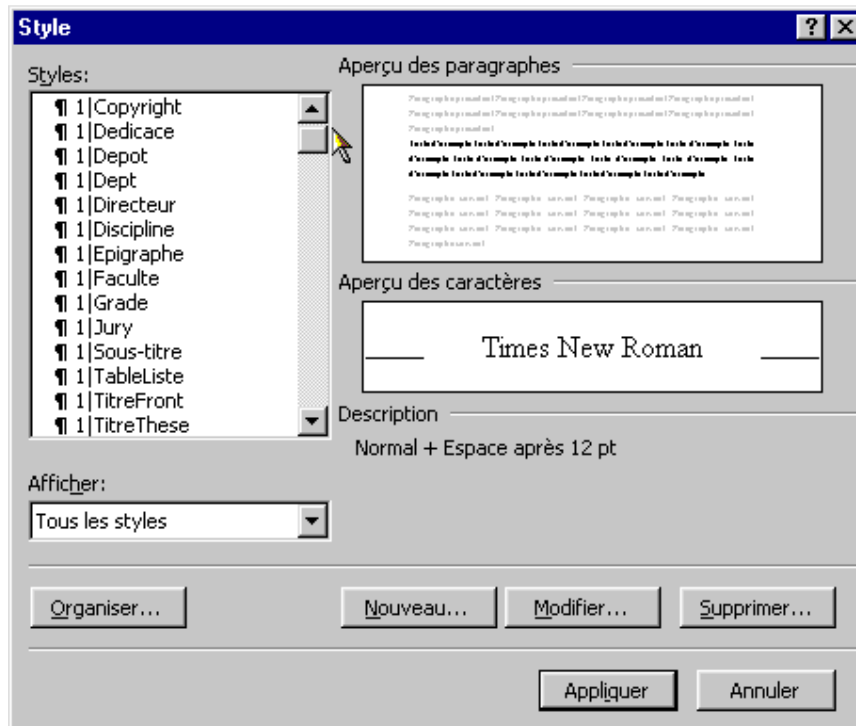 Style
Styles:
¶ 1|Copyright
¶ 1|Dedicace
¶ 1|Depot
¶ 1|Dept
¶ 1|Directeur
¶ 1|Discipline
¶ 1|Epigraphe
¶ 1|Faculte
¶ 1|Grade
¶ 1|Jury
¶ 1|Sous-titre
¶ 1|TableListe
¶ 1|TitreFront
¶ 1|TitreThese
Afficher:
Tous les styles
Aperçu des paragraphes
Aperçu des caractères
Times New Roman
Description
Normal + Espace après 12 pt
Organiser...
Nouveau...
Modifier...
Supprimer...
Appliquer
Annuler